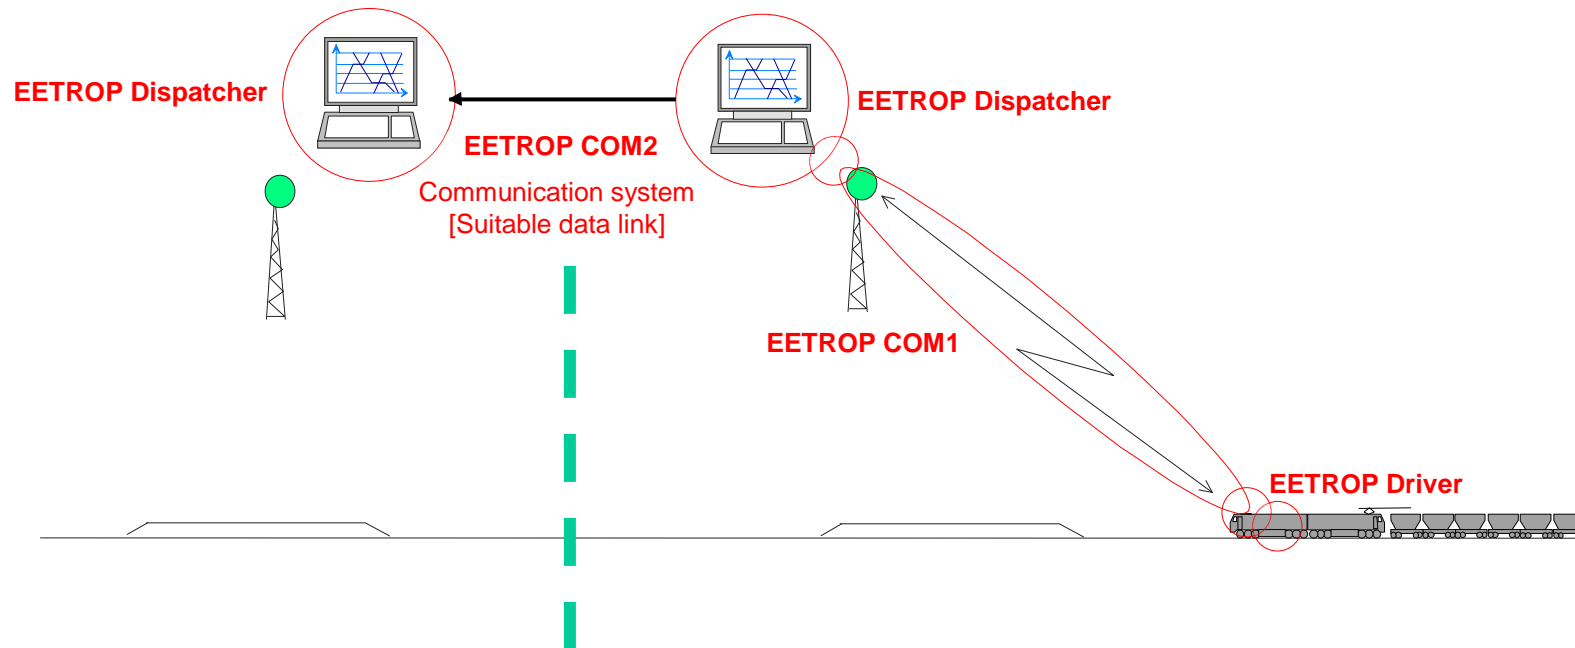 EETROP Dispatcher
EETROP Dispatcher
EETROP COM2
Communication system
[Suitable data link]
EETROP COM1
EETROP Driver